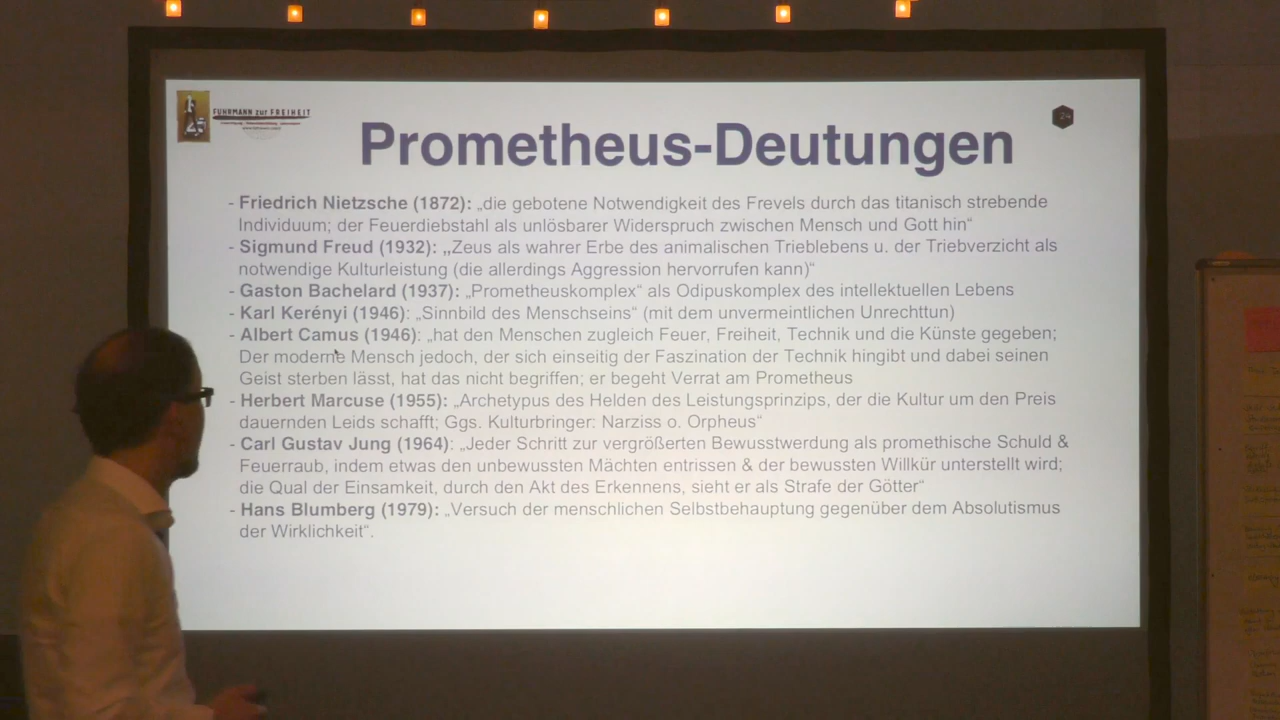 FUHRMANN zur FREIHEIT
24
Prometheus-Deutungen
- Friedrich Nietzsche (1872): „die gebotene Notwendigkeit des Frevels durch das titanisch strebende
Individuum; der Feuerdiebstahl als unlösbarer Widerspruch zwischen Mensch und Gott hin“
- Sigmund Freud (1932): „Zeus als wahrer Erbe des animalischen Trieblebens u. der Triebverzicht als
notwendige Kulturleistung (die allerdings Aggression hervorrufen kann)“
- Gaston Bachelard (1937): „Prometheuskomplex“ als Odipuskomplex des intellektuellen Lebens
- Karl Kerényi (1946): „Sinnbild des Menschseins“ (mit dem unvermeintlichen Unrechttun)
- Albert Camus (1946): „hat den Menschen zugleich Feuer, Freiheit, Technik und die Künste gegeben;
Der moderne Mensch jedoch, der sich einseitig der Faszination der Technik hingibt und dabei seinen
Geist sterben lässt, hat das nicht begriffen; er begeht Verrat am Prometheus
- Herbert Marcuse (1955): „Archetypus des Helden des Leistungsprinzips, der die Kultur um den Preis
dauernden Leids schafft; Ggs. Kulturbringer: Narziss o. Orpheus“
- Carl Gustav Jung (1964): „Jeder Schritt zur vergrößerten Bewusstwerdung als promethische Schuld &
Feuerraub, indem etwas den unbewussten Mächten entrissen & der bewussten Willkür unterstellt wird;
die Qual der Einsamkeit, durch den Akt des Erkennens, sieht er als Strafe der Götter“
- Hans Blumberg (1979): „Versuch der menschlichen Selbstbehauptung gegenüber dem Absolutismus
der Wirklichkeit“.